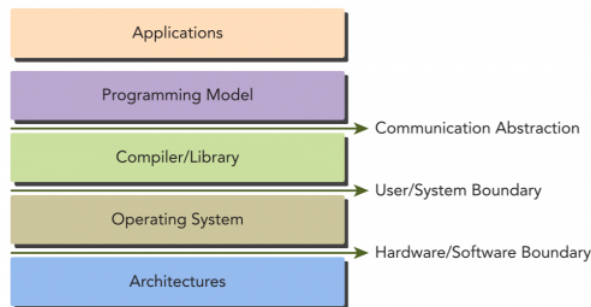 Applications
Programming Model
Communication Abstraction
Compiler/Library
User/System Boundary
Operating System
Hardware/Software Boundary
Architectures